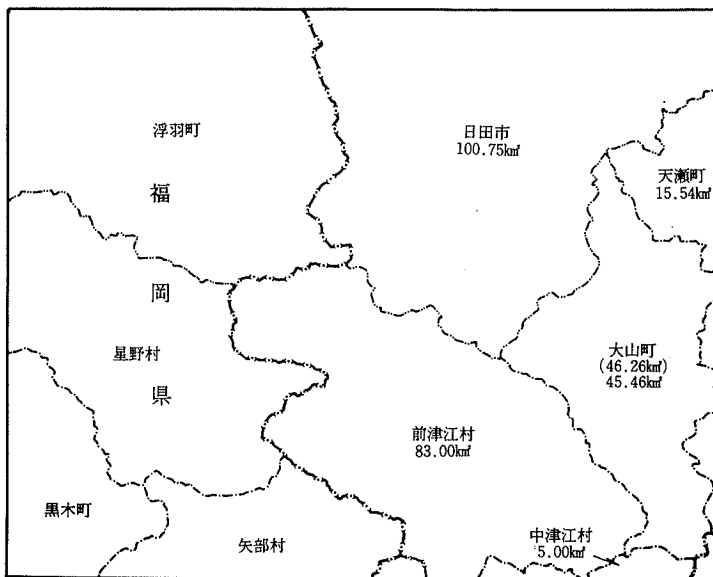 浮羽町
日田市
100.75km²
天瀬町
15.54km²
福
岡
県
星野村
大山町
(46.26km²)
45.46km²
前津江村
83.00km²
黒木町
矢部村
中津江村
5.00km²